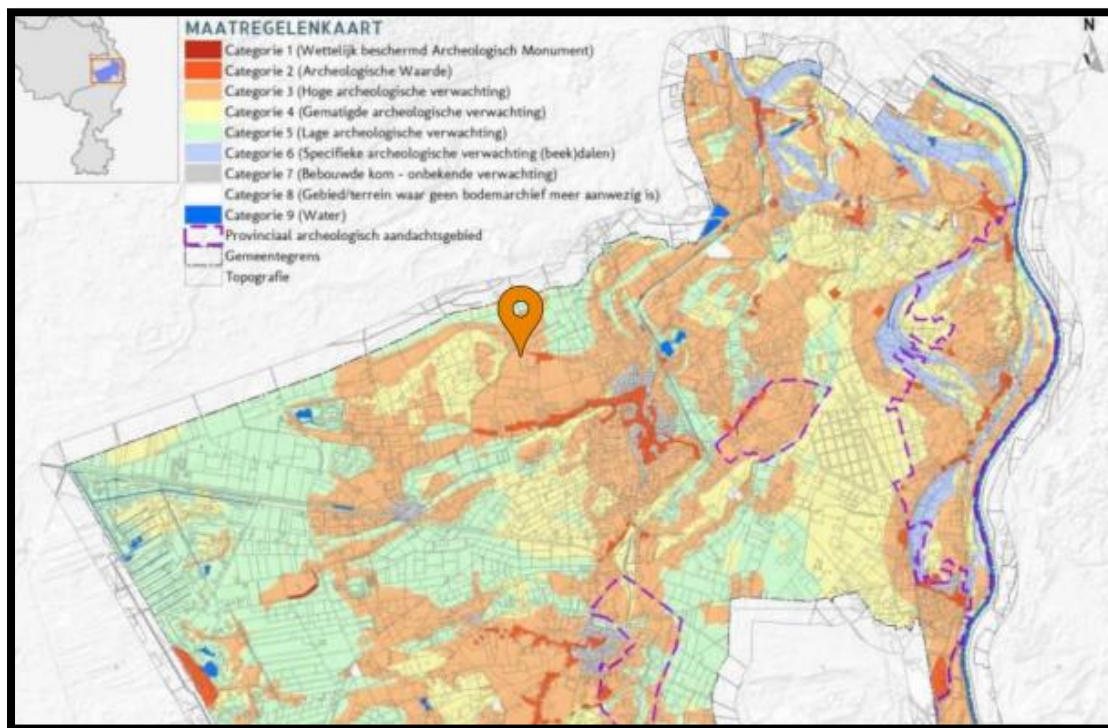 MAATREGELENKAART
Categorie 1 (Wettelijk beschermd Archeologisch Monument)
Categorie 2 (Archeologische Waarde)
Categorie 3 (Hoge archeologische verwachting)
Categorie 4 (Gematigde archeologische verwachting)
Categorie 5 (Lage archeologische verwachting)
Categorie 6 (Specifieke archeologische verwachting (beek)dalen)
Categorie 7 (Bebouwde kom - onbekende verwachting)
Categorie 8 (Gebied/terrein waar geen bodemarchief meer aanwezig is)
Categorie 9 (Water)
Provinciaal archeologisch aandachtsgebied
Gemeentegrens
Topografie
N